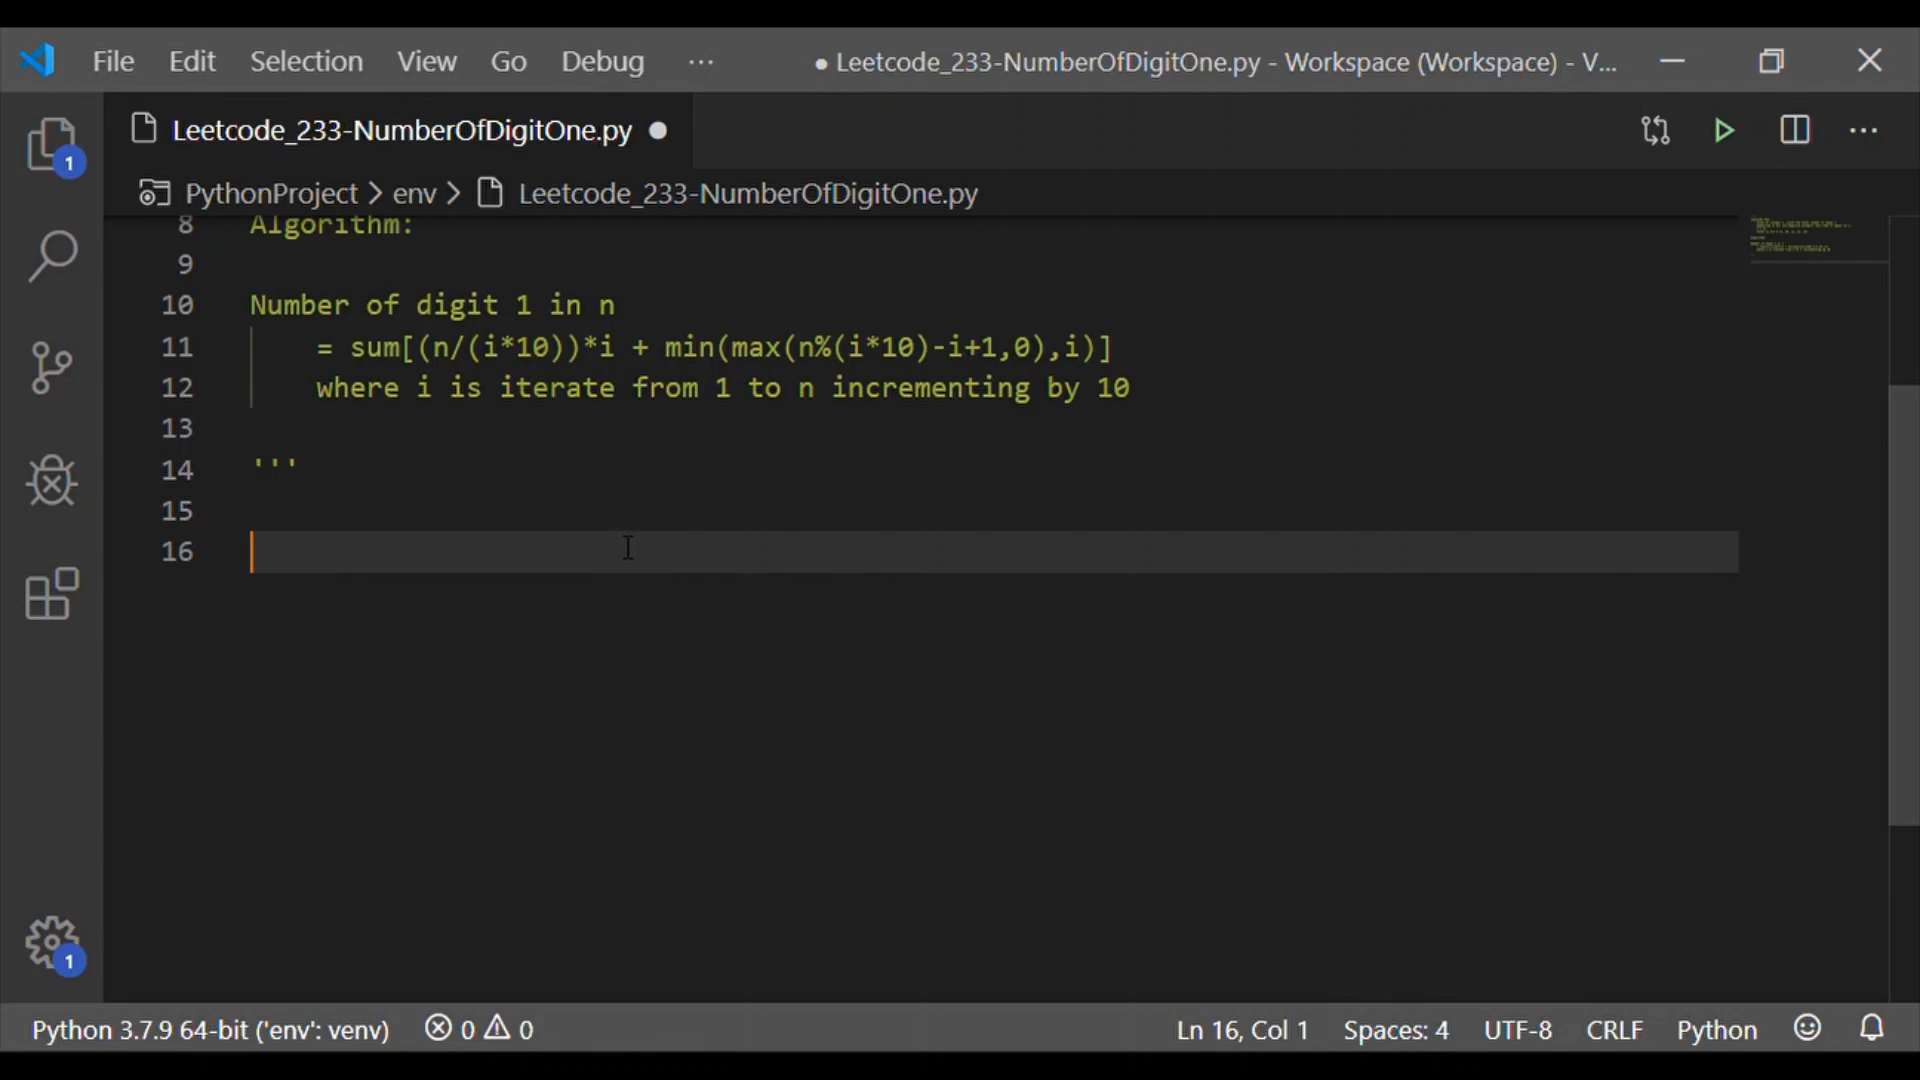 File Edit Selection View Go Debug ··· ● Leetcode_233-NumberOfDigitOne.py - Workspace (Workspace) - V...
Leetcode_233-NumberOfDigitOne.py
1
PythonProject > env > Leetcode_233-NumberOfDigitOne.py
8 Algorithm:
9
10 Number of digit 1 in n
11 = sum[(n/(i*10))*i + min(max(n%(i*10)-i+1,0),i)]
12 where i is iterate from 1 to n incrementing by 10
13
14 '''
15
16
1
Python 3.7.9 64-bit ('env': venv) 0 0 Ln 16, Col 1 Spaces: 4 UTF-8 CRLF Python